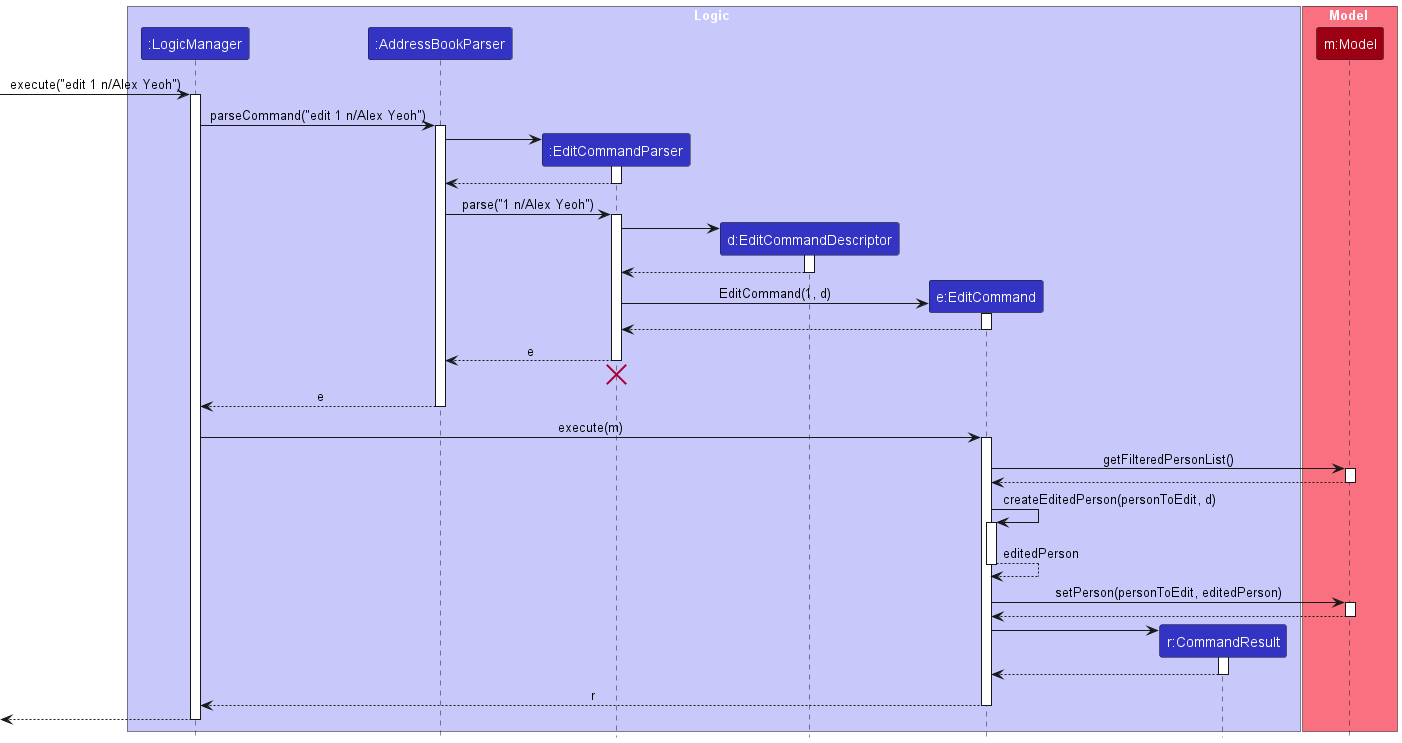 Logic
Model
:LogicManager
:AddressBookParser
m:Model
execute("edit 1 n/Alex Yeoh")
parseCommand("edit 1 n/Alex Yeoh")
:EditCommandParser
parse("1 n/Alex Yeoh")
d:EditCommandDescriptor
e:EditCommand
EditCommand(1, d)
e
e
execute(m)
getFilteredPersonList()
createEditedPerson(personToEdit, d)
editedPerson
setPerson(personToEdit, editedPerson)
r:CommandResult
r